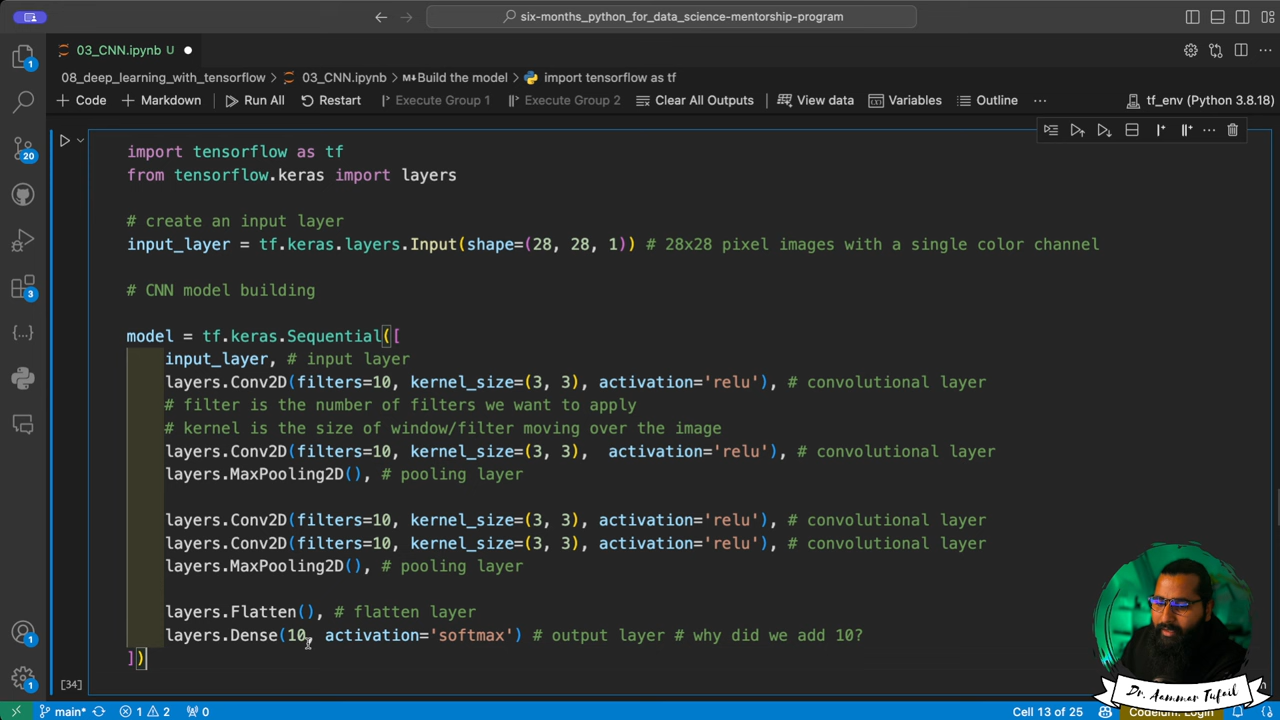 six-months_python_for_data_science-mentorship-program
03_CNN.ipynb U
08_deep_learning_with_tensorflow > 03_CNN.ipynb > Build the model > import tensorflow as tf
+ Code + Markdown Run All Restart Execute Group 1 Execute Group 2 Clear All Outputs View data Variables Outline ... tf_env (Python 3.8.18)
import tensorflow as tf
from tensorflow.keras import layers
# create an input layer
input_layer = tf.keras.layers.Input(shape=(28, 28, 1)) # 28x28 pixel images with a single color channel
# CNN model building
model = tf.keras.Sequential([
input_layer, # input layer
layers.Conv2D(filters=10, kernel_size=(3, 3), activation='relu'), # convolutional layer
# filter is the number of filters we want to apply
# kernel is the size of window/filter moving over the image
layers.Conv2D(filters=10, kernel_size=(3, 3),  activation='relu'), # convolutional layer
layers.MaxPooling2D(), # pooling layer
layers.Conv2D(filters=10, kernel_size=(3, 3), activation='relu'), # convolutional layer
layers.Conv2D(filters=10, kernel_size=(3, 3), activation='relu'), # convolutional layer
layers.MaxPooling2D(), # pooling layer
layers.Flatten(), # flatten layer
layers.Dense(10, activation='softmax') # output layer # why did we add 10?
])
[34]
1
20
3
1
1
Dr. Aammar Tufail
main* 1 2 0 Cell 13 of 25 Codeium: Login